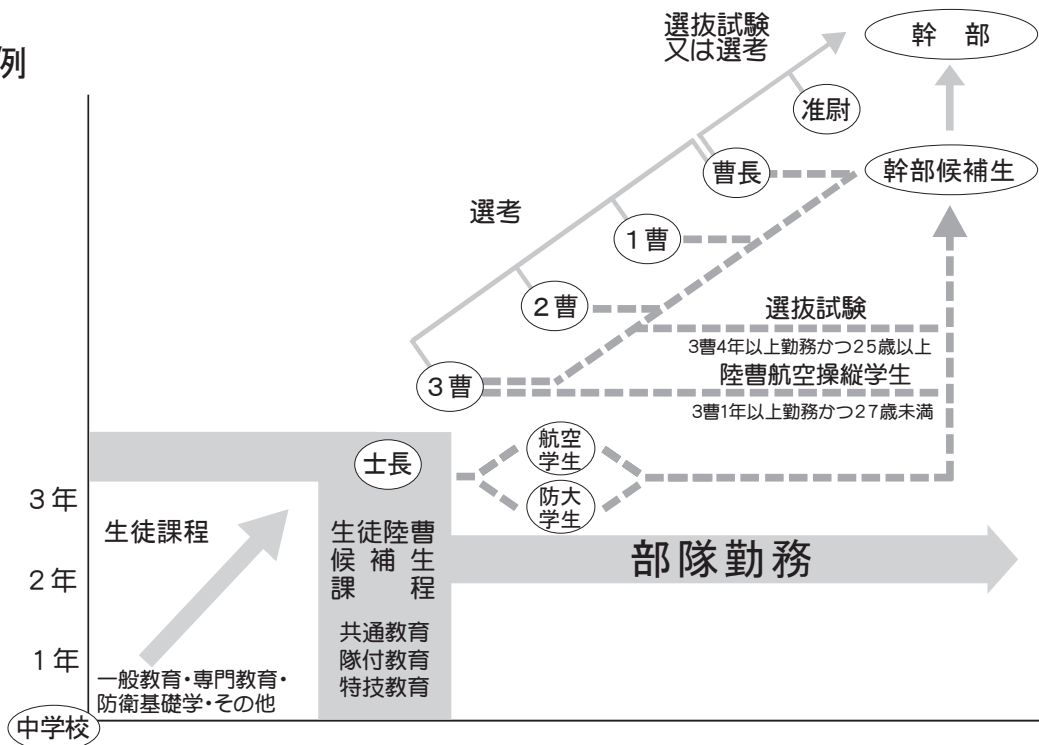 例
選抜試験
又は選考
幹　部
准尉
曹長
幹部候補生
選考
1曹
2曹
選抜試験
3曹4年以上勤務かつ25歳以上
3曹
陸曹航空操縦学生
3曹1年以上勤務かつ27歳未満
士長
航空
学生
防大
学生
3年
2年
1年
中学校
生徒課程
一般教育・専門教育・
防衛基礎学・その他
生徒陸曹
候補生
課程
共通教育
隊付教育
特技教育
部隊勤務